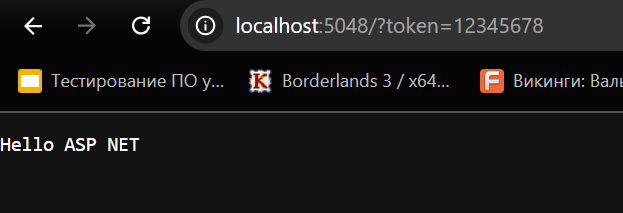 localhost:5048/?token=12345678
Тестирование ПО у... Borderlands 3 / x64... Викинги: Валь
Hello ASP NET